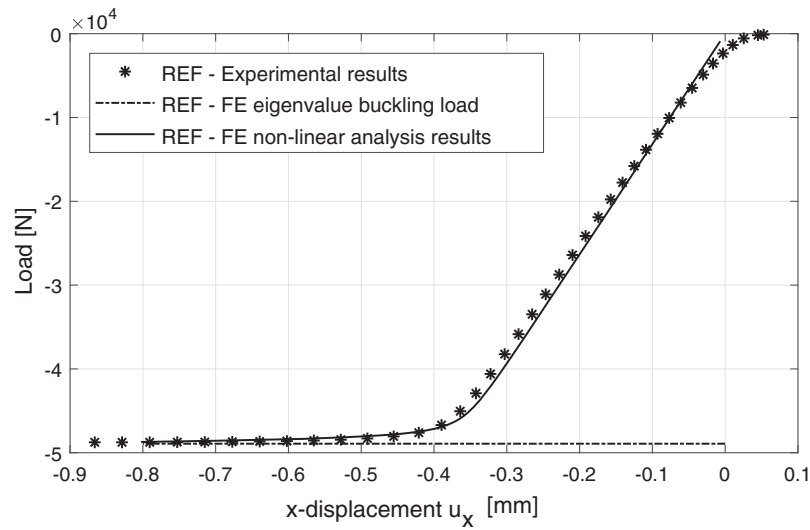 ×10⁴
0
-1
-2
-3
-4
-5
REF - Experimental results
REF - FE eigenvalue buckling load
REF - FE non-linear analysis results
Load [N]
-0.9 -0.8 -0.7 -0.6 -0.5 -0.4 -0.3 -0.2 -0.1 0 0.1
x-displacement uₓ [mm]